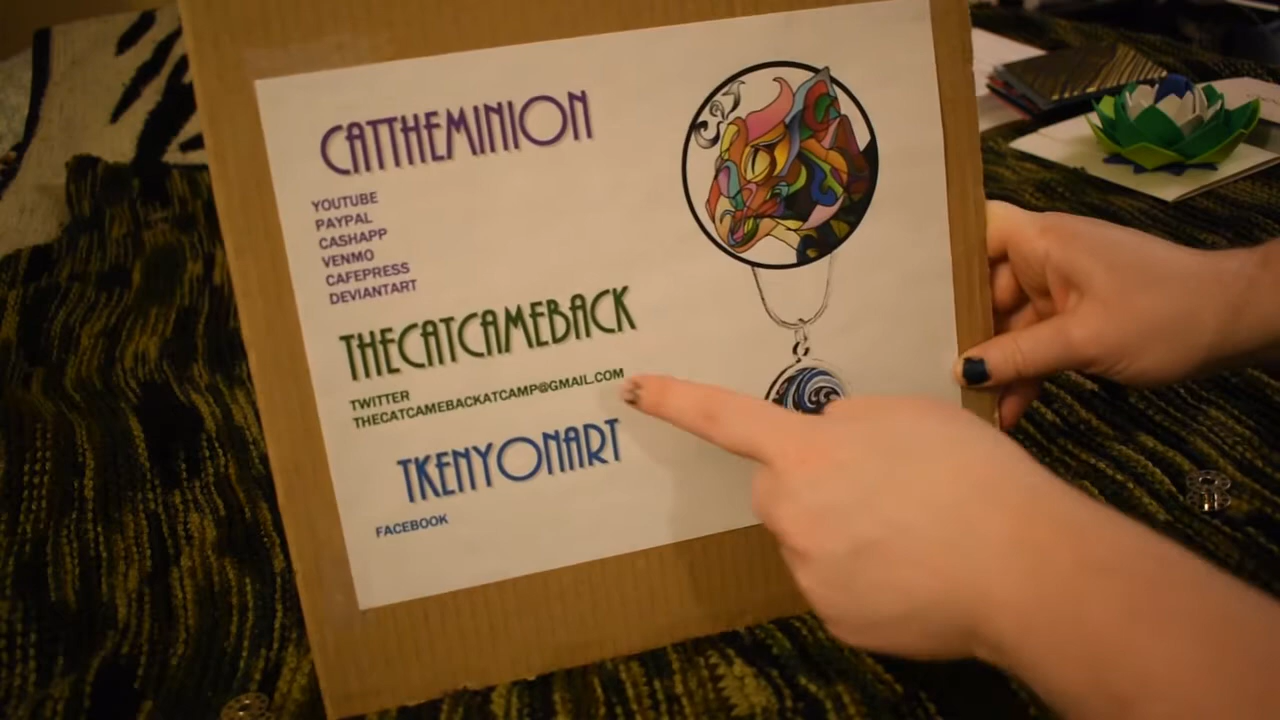 CATTHEMINION
YOUTUBE
PAYPAL
CASHAPP
VENMO
CAFEPRESS
DEVIANTART
THECATCAMEBACK
TWITTER
THECATCAMEBACKATCAMP@GMAIL.COM
TKENYONART
FACEBOOK